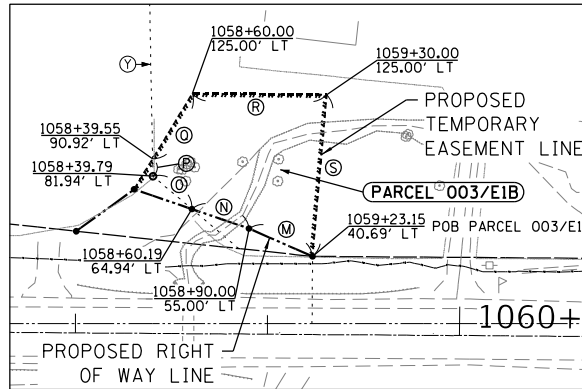 1058+60.00
125.00' LT
1059+30.00
125.00' LT
Y
R
PROPOSED
TEMPORARY
EASEMENT LINE
Q
1058+39.55
90.92' LT
P
1058+39.79
81.94' LT
O
S
PARCEL 003/E1B
N
M
1059+23.15
40.69' LT
POB PARCEL 003/E1
1058+60.19
64.94' LT
1058+90.00
55.00' LT
1060+
PROPOSED RIGHT
OF WAY LINE